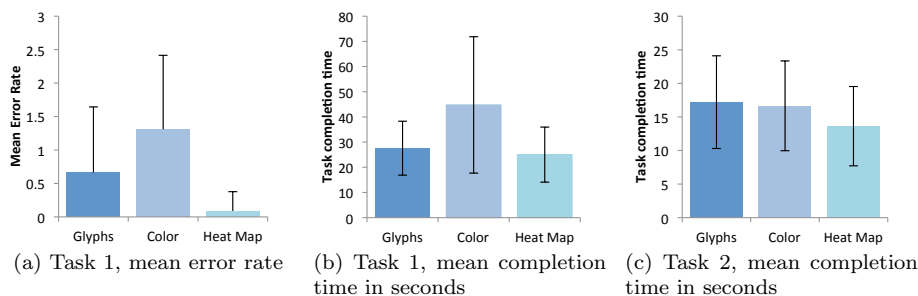 3
2.5
2
1.5
1
0.5
0
Mean Error Rate
Glyphs Color Heat Map
(a) Task 1, mean error rate
80
70
60
50
40
30
20
10
0
Task completion time
Glyphs Color Heat Map
(b) Task 1, mean completion
time in seconds
30
25
20
15
10
5
0
Task completion time
Glyphs Color Heat Map
(c) Task 2, mean completion
time in seconds